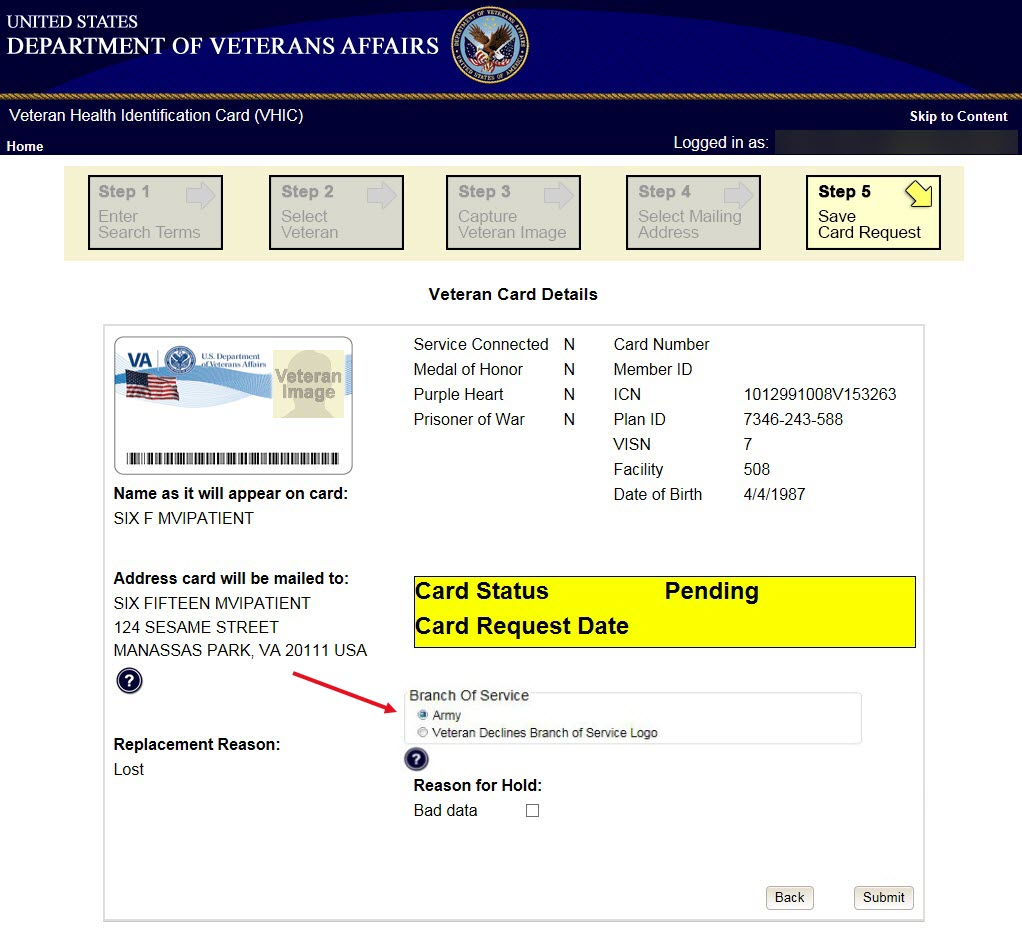 UNITED STATES
DEPARTMENT OF VETERANS AFFAIRS
Veteran Health Identification Card (VHIC)
Skip to Content
Home
Logged in as:
Step 1
Enter
Search Terms
Step 2
Select
Veteran
Step 3
Capture
Veteran Image
Step 4
Select Mailing
Address
Step 5
Save
Card Request
Veteran Card Details
VA
U.S. Department
of Veterans Affairs
Veteran
Image
Name as it will appear on card:
SIX F MVIPATIENT
Service Connected N
Medal of Honor N
Purple Heart N
Prisoner of War N
Card Number
Member ID
ICN 1012991008V153263
Plan ID 7346-243-588
VISN 7
Facility 508
Date of Birth 4/4/1987
Address card will be mailed to:
SIX FIFTEEN MVIPATIENT
124 SESAME STREET
MANASSAS PARK, VA 20111 USA
?
Card Status Pending
Card Request Date
Branch Of Service
Army
Veteran Declines Branch of Service Logo
?
Replacement Reason:
Lost
Reason for Hold:
Bad data
Back
Submit